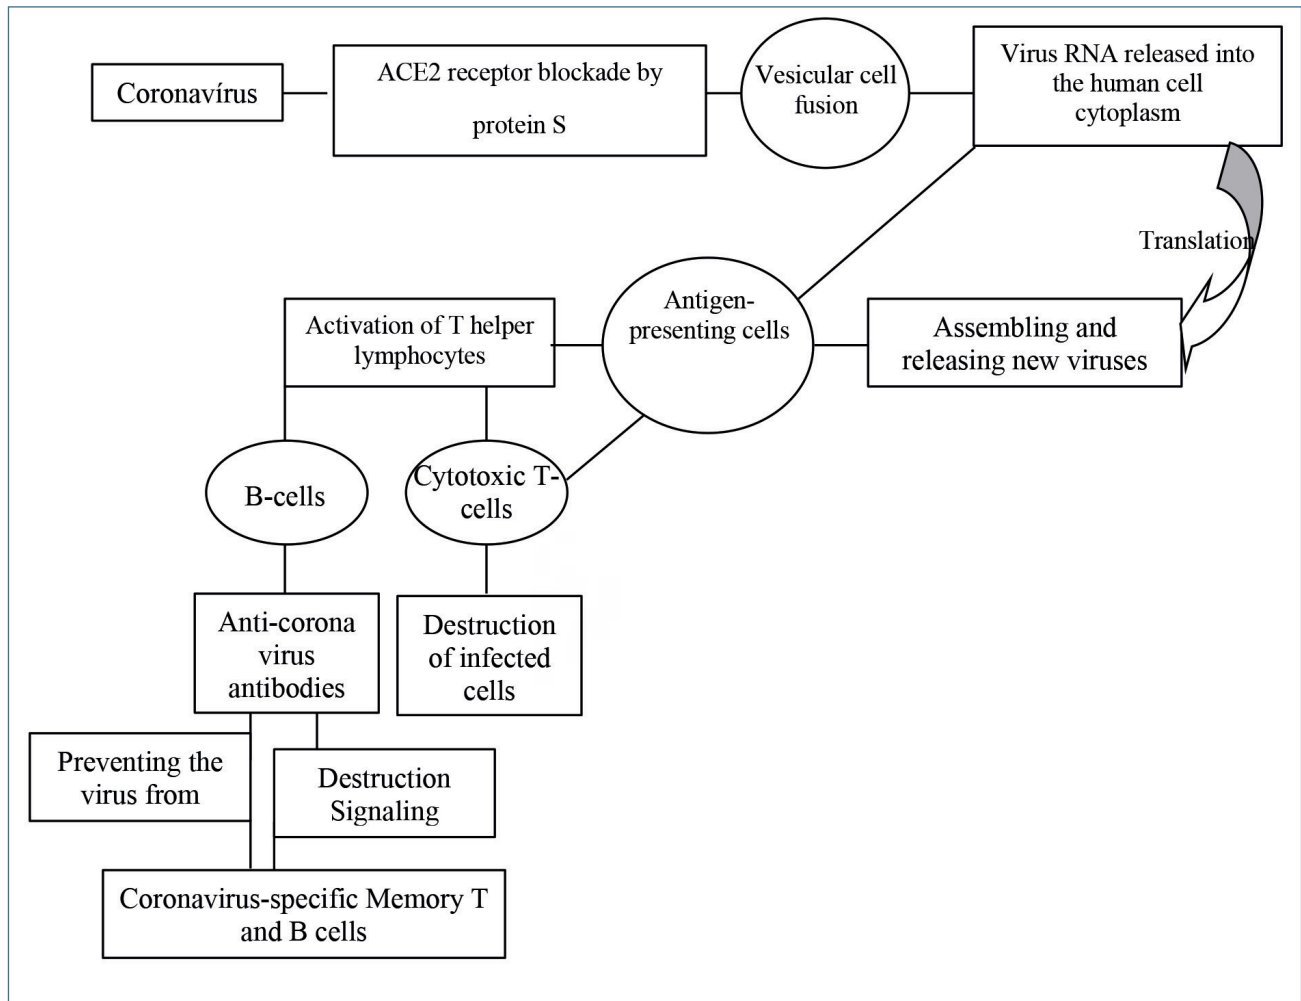 Coronavírus
ACE2 receptor blockade by
protein S
Vesicular cell
fusion
Virus RNA released into
the human cell
cytoplasm
Translation
Activation of T helper
lymphocytes
Antigen-
presenting cells
Assembling and
releasing new viruses
B-cells
Cytotoxic T-
cells
Anti-corona
virus
antibodies
Destruction
of infected
cells
Preventing the
virus from
Destruction
Signaling
Coronavirus-specific Memory T
and B cells